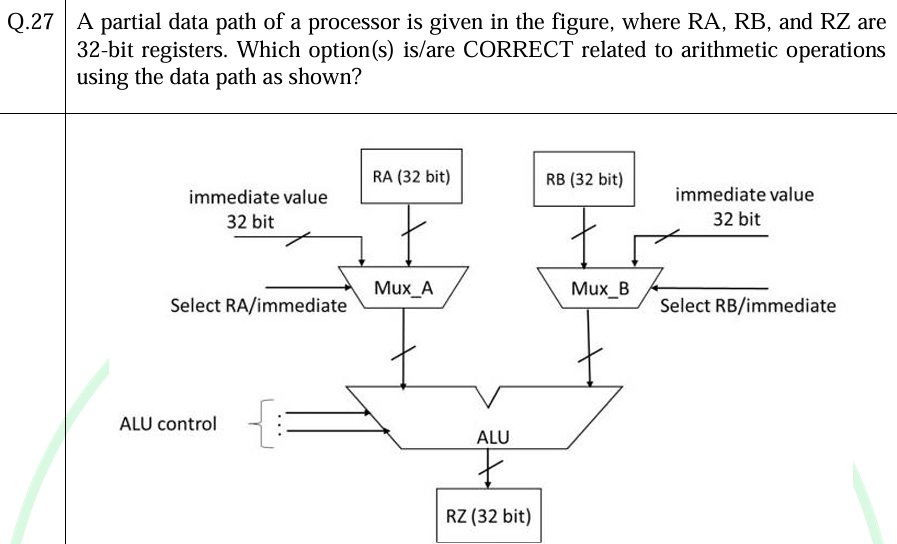 Q.27 A partial data path of a processor is given in the figure, where RA, RB, and RZ are
32-bit registers. Which option(s) is/are CORRECT related to arithmetic operations
using the data path as shown?
RA (32 bit)
RB (32 bit)
immediate value
32 bit
immediate value
32 bit
Mux_A
Mux_B
Select RA/immediate
Select RB/immediate
ALU control
ALU
RZ (32 bit)